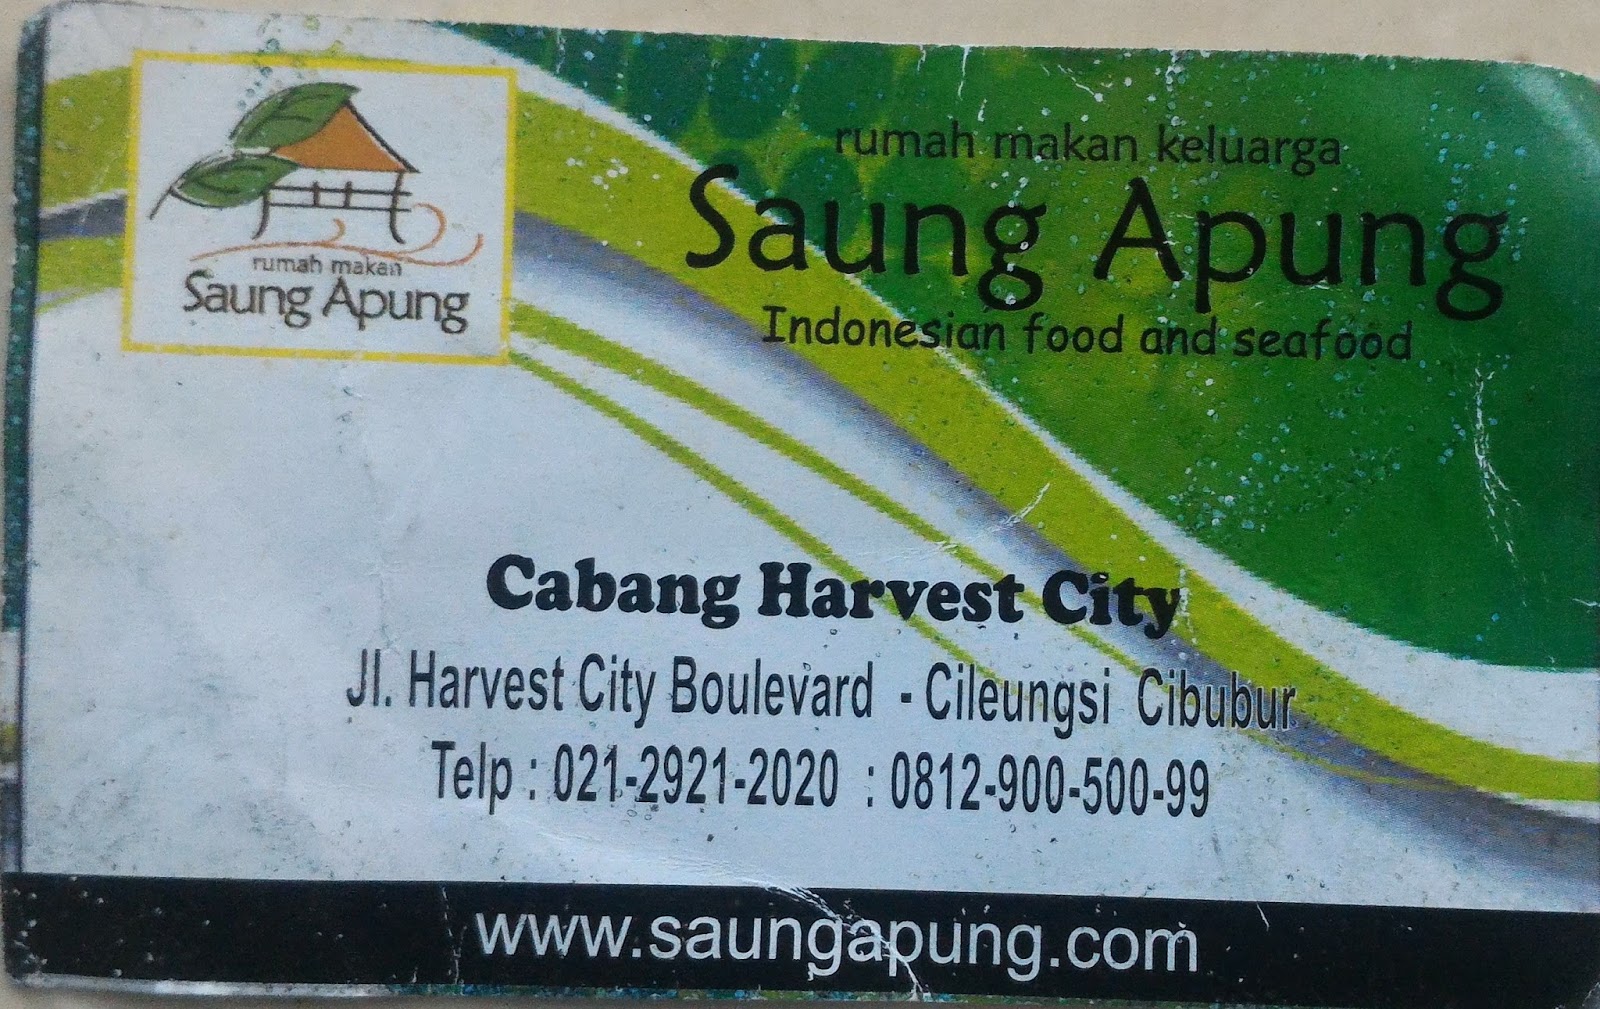 rumah makan
Saung Apung
rumah makan keluarga
Saung Apung
Indonesian food and seafood
Cabang Harvest City
Jl. Harvest City Boulevard - Cileungsi Cibubur
Telp : 021-2921-2020 : 0812-900-500-99
www.saungapung.com